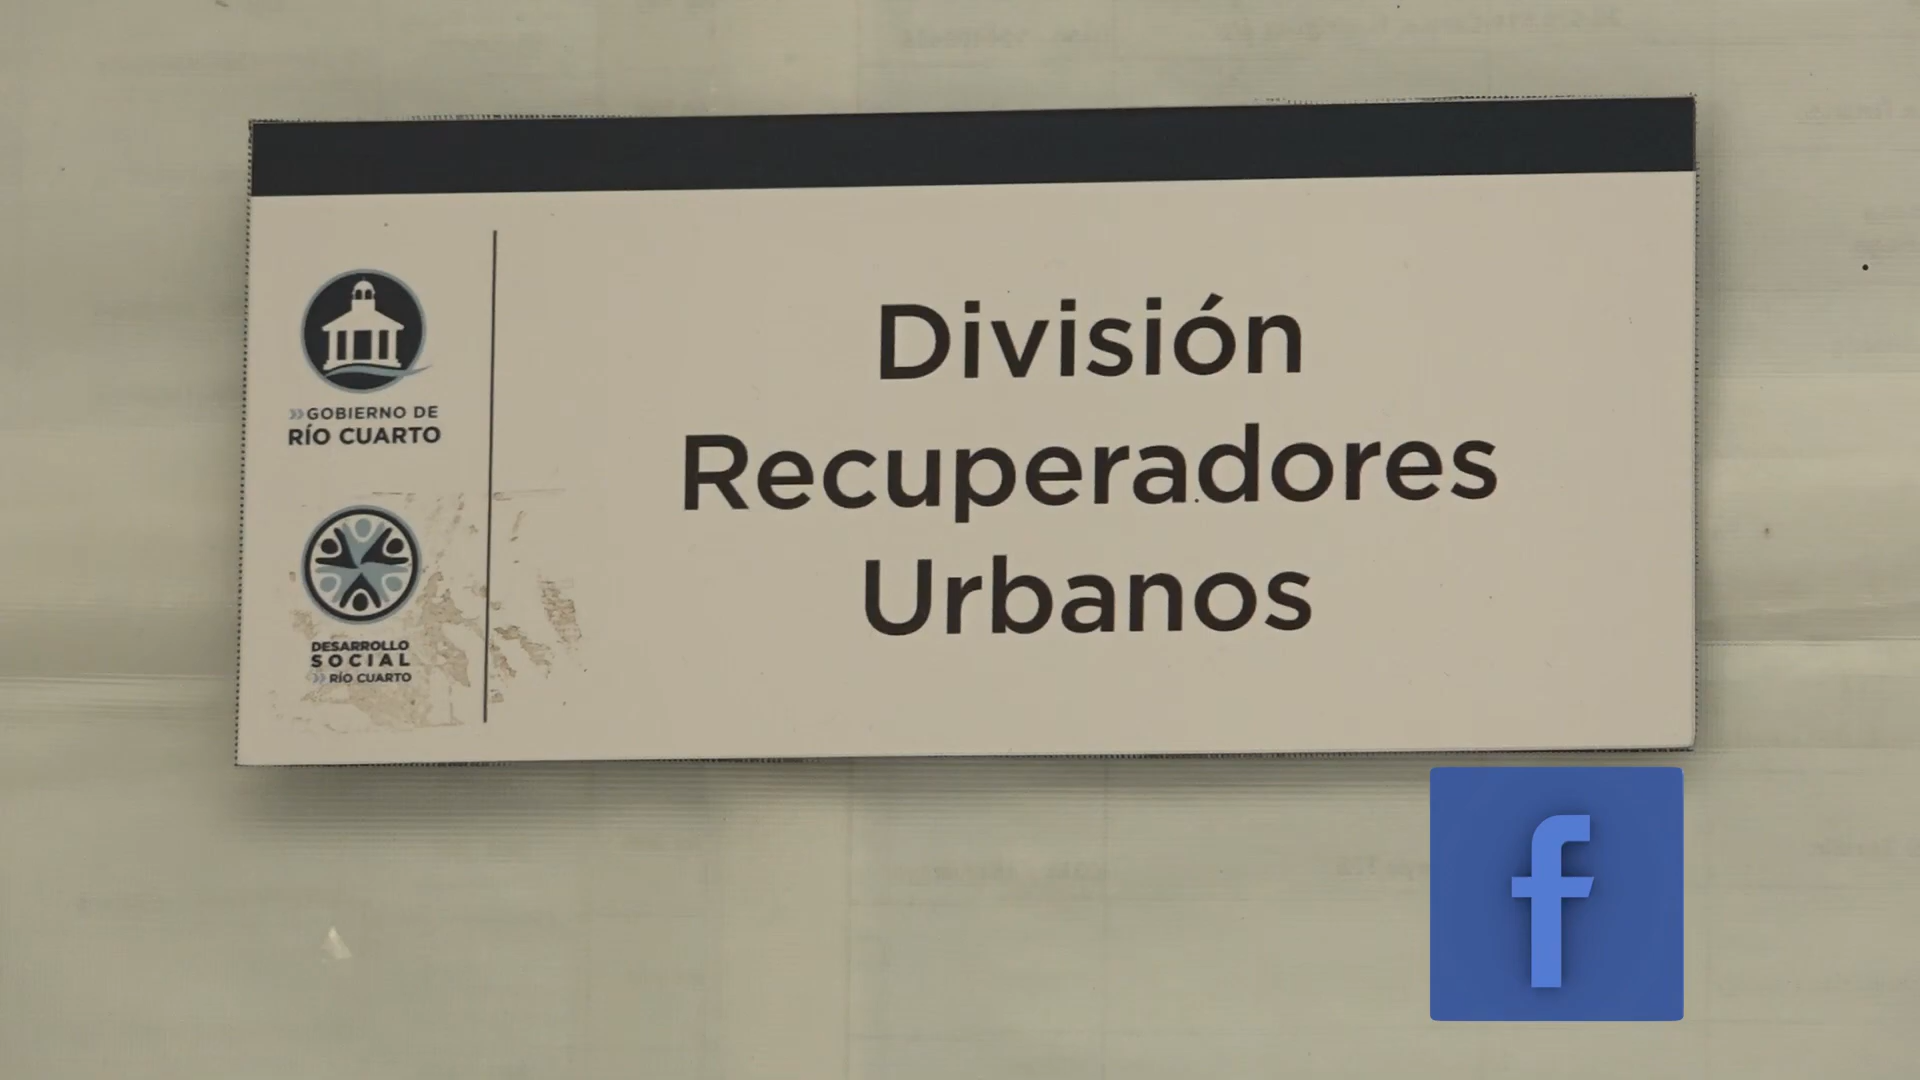 »GOBIERNO DE
RÍO CUARTO
DESARROLLO
SOCIAL
» RÍO CUARTO
División
Recuperadores
Urbanos
f